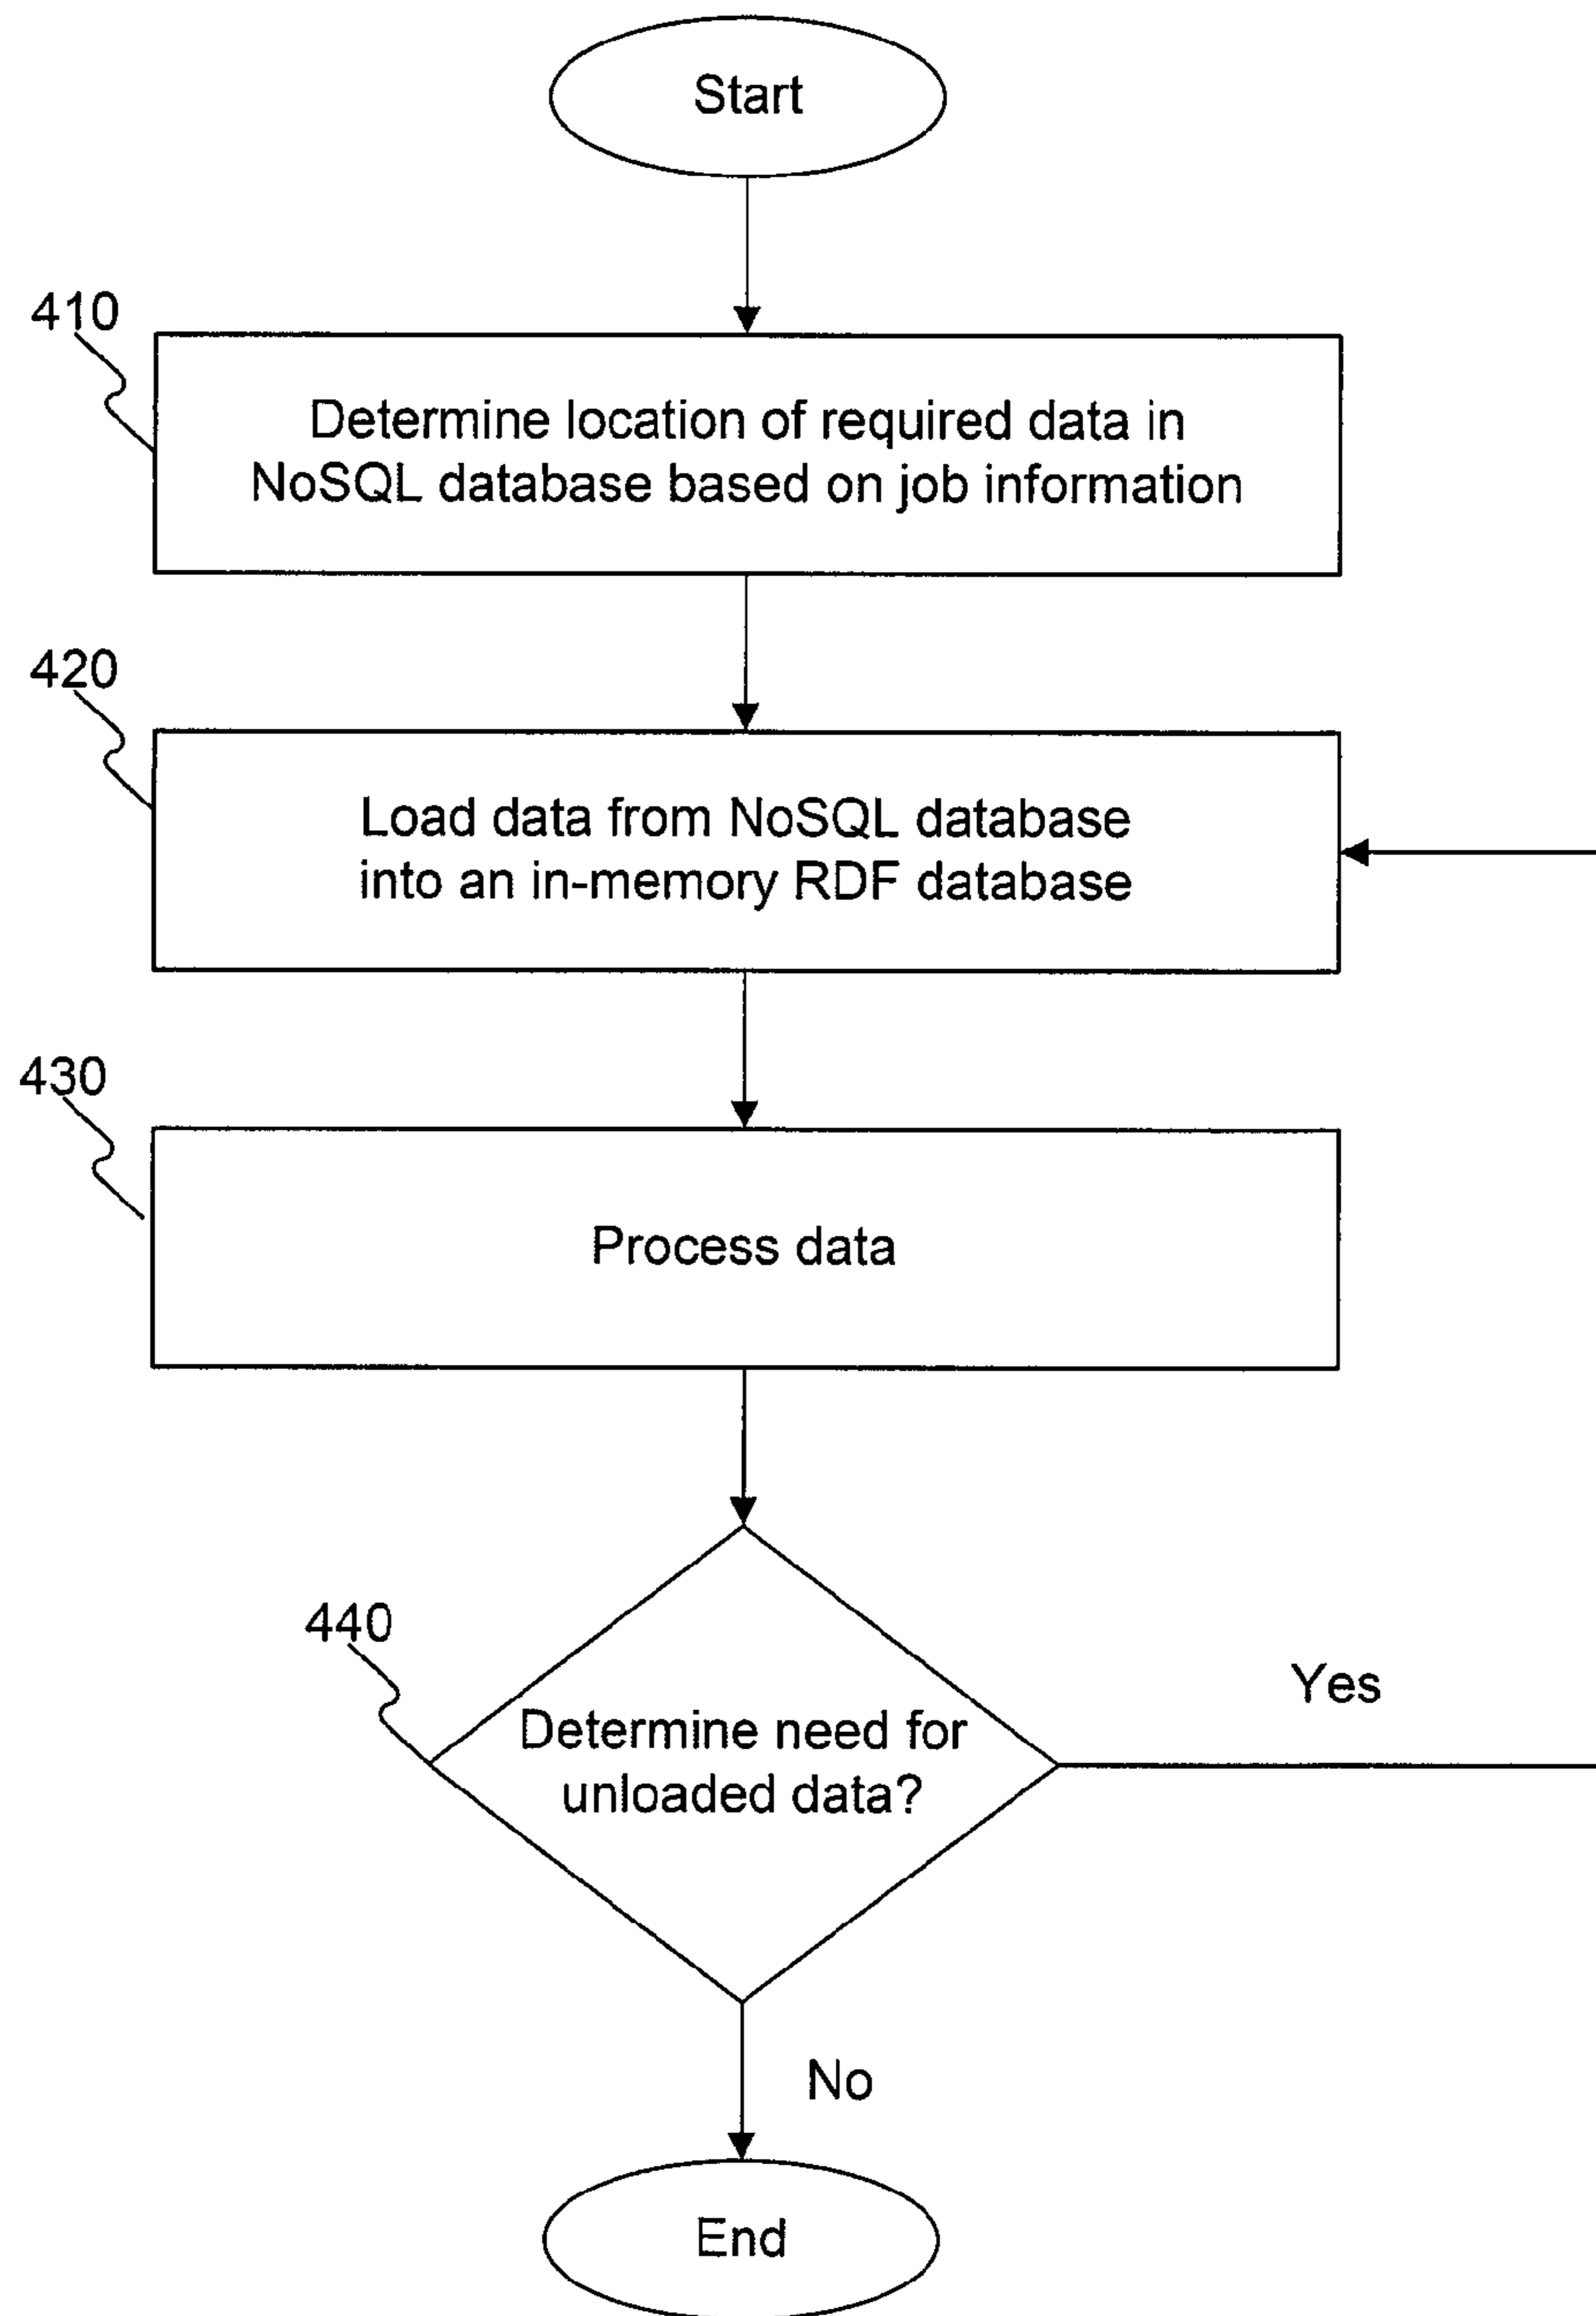 Start
410
Determine location of required data in
NoSQL database based on job information
420
Load data from NoSQL database
into an in-memory RDF database
430
Process data
440
Determine need for
unloaded data?
Yes
No
End